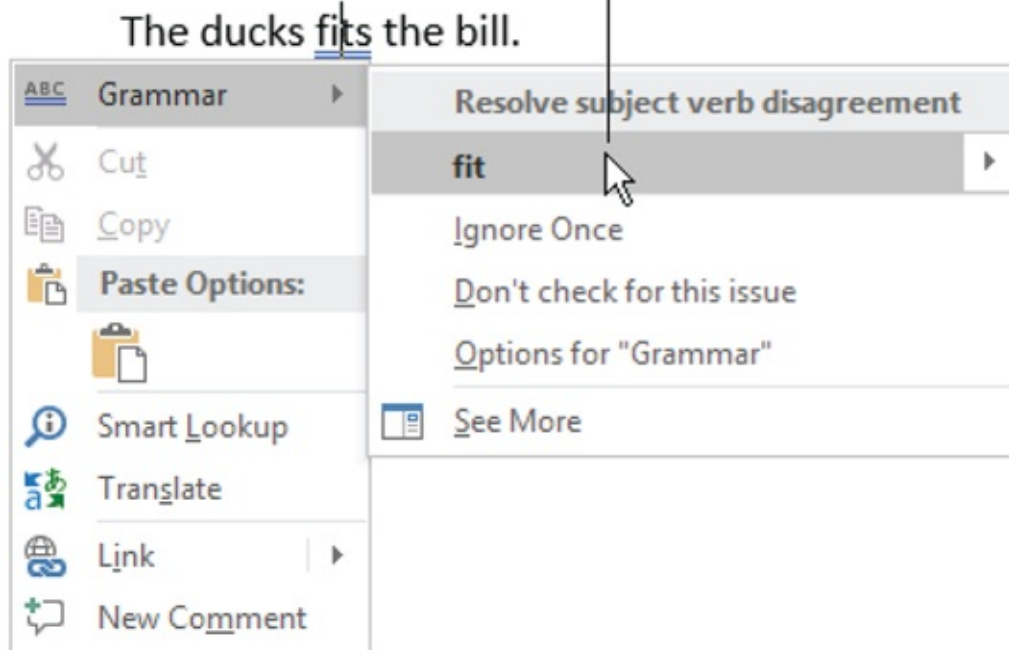 The ducks fits the bill.
ABC Grammar
Cut
Copy
Paste Options:
Smart Lookup
Translate
Link
New Comment
Resolve subject verb disagreement
fit
Ignore Once
Don't check for this issue
Options for "Grammar"
See More